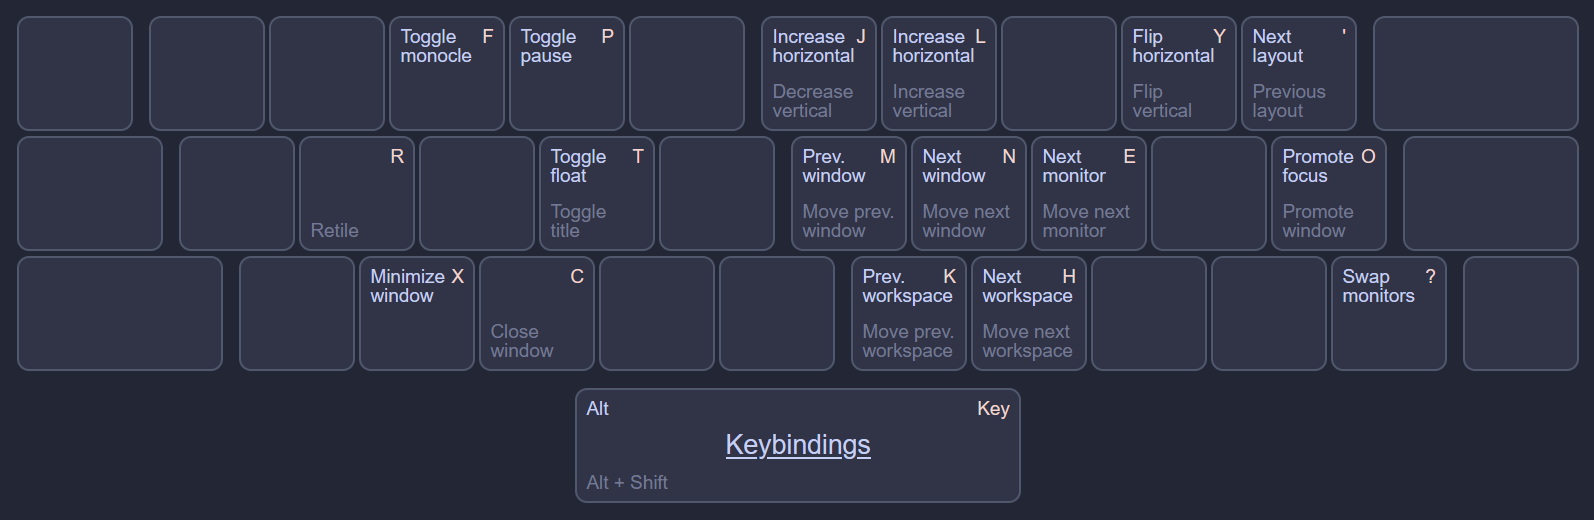 Toggle F
monocle
Toggle P
pause
Increase J
horizontal
Decrease
vertical
Increase L
horizontal
Increase
vertical
Flip Y
horizontal
Flip
vertical
Next '
layout
Previous
layout
R
Retile
Toggle T
float
Toggle
title
Prev. M
window
Move prev.
window
Next N
window
Move next
window
Next E
monitor
Move next
monitor
Promote O
focus
Promote
window
Minimize X
window
C
Close
window
Prev. K
workspace
Move prev.
workspace
Next H
workspace
Move next
workspace
Swap ?
monitors
Alt Key
Keybindings
Alt + Shift